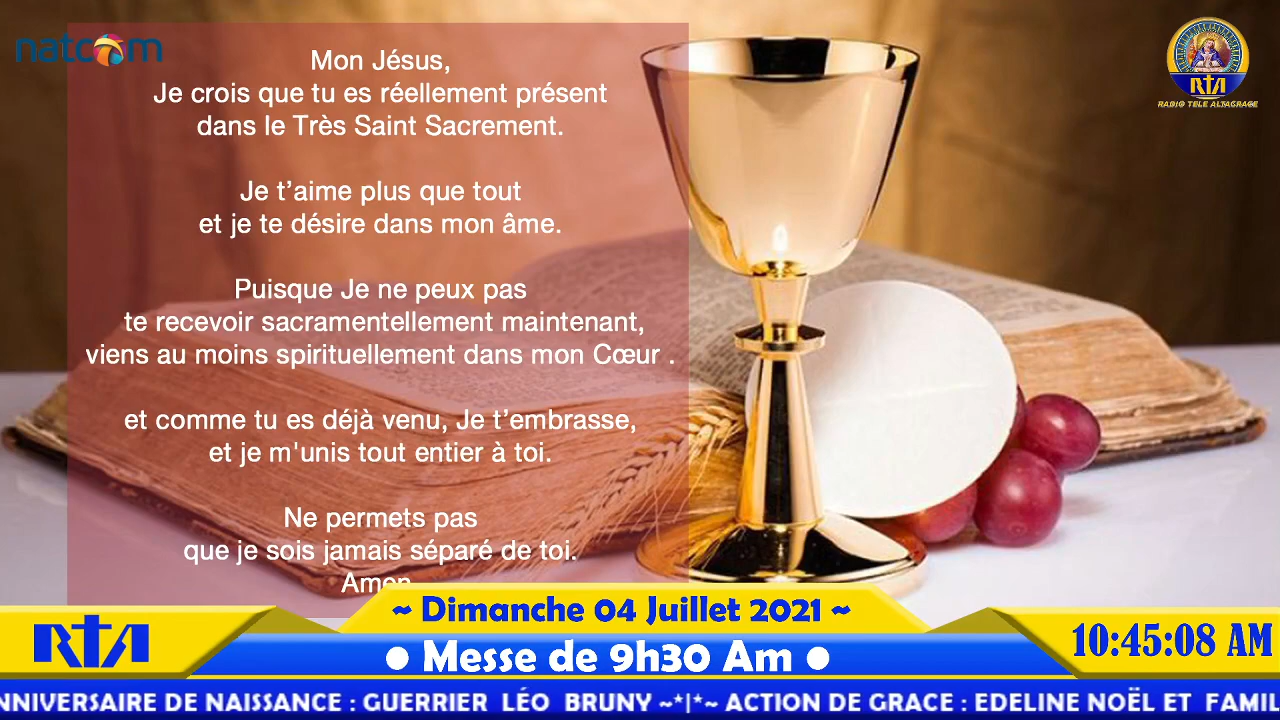 natcom
Mon Jésus,
Je crois que tu es réellement présent
dans le Très Saint Sacrement.
Je t’aime plus que tout
et je te désire dans mon âme.
Puisque Je ne peux pas
te recevoir sacramentellement maintenant,
viens au moins spirituellement dans mon Cœur .
et comme tu es déjà venu, Je t’embrasse,
et je m'unis tout entier à toi.
Ne permets pas
que je sois jamais séparé de toi.
Amen
RTA
RADIO TELE ALTAGRACE
~ Dimanche 04 Juillet 2021 ~
RTA
● Messe de 9h30 Am ●
10:45:08 AM
NNIVERSAIRE DE NAISSANCE : GUERRIER LÉO BRUNY ~*|*~ ACTION DE GRACE : EDELINE NOËL ET FAMIL